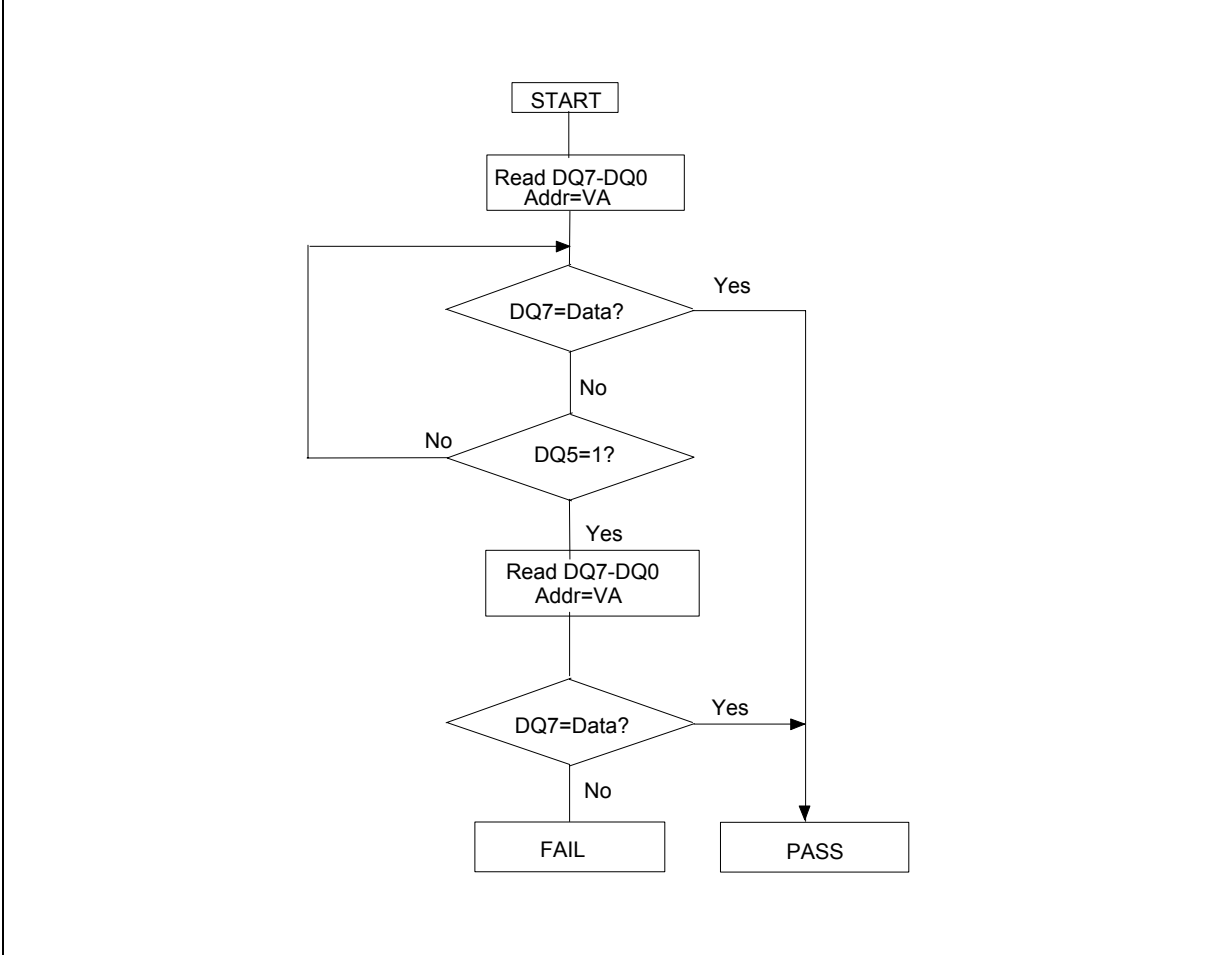 START
Read DQ7-DQ0
Addr=VA
Yes
DQ7=Data?
No
No
DQ5=1?
Yes
Read DQ7-DQ0
Addr=VA
Yes
DQ7=Data?
No
FAIL
PASS